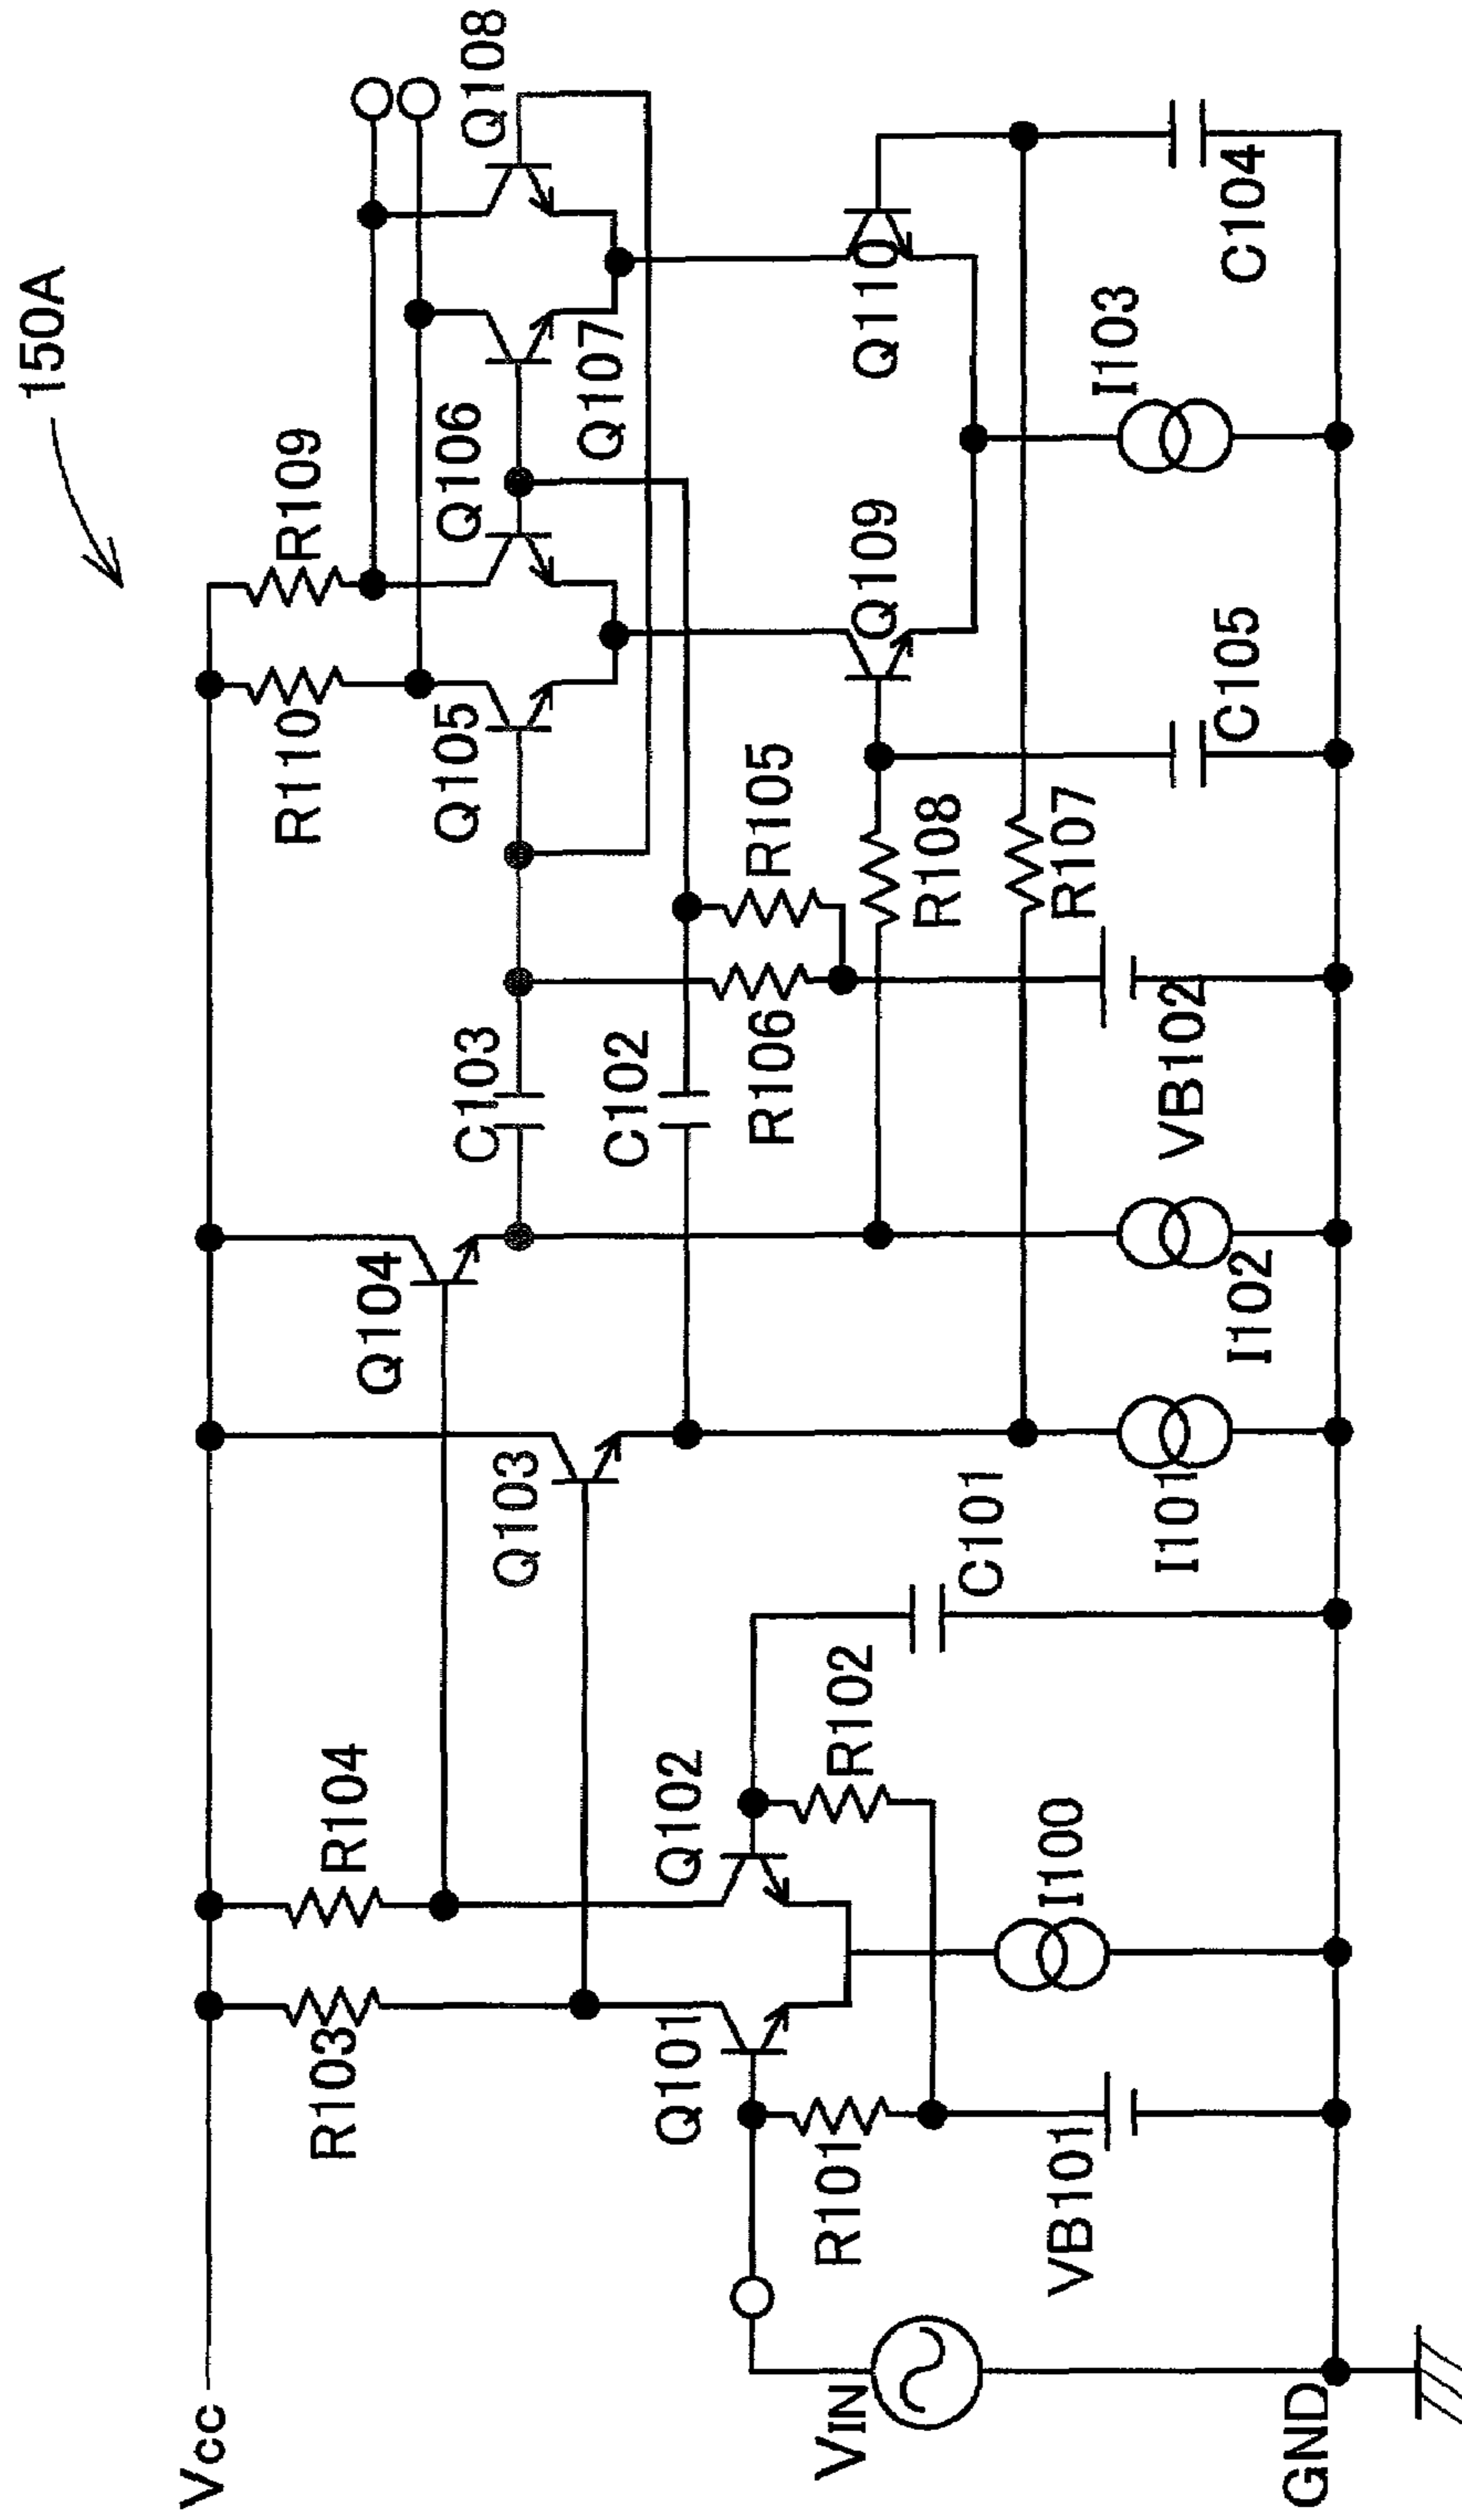 150A
Vcc
R103
R104
R110
R109
Q104
Q103
C103
C102
Q105
Q106
Q107
Q108
Q101
Q102
R101
R102
R106
R105
Q109
Q110
R108
R107
VIN
VB101
I100
C101
I101
I102
VB102
C105
I103
C104
GND